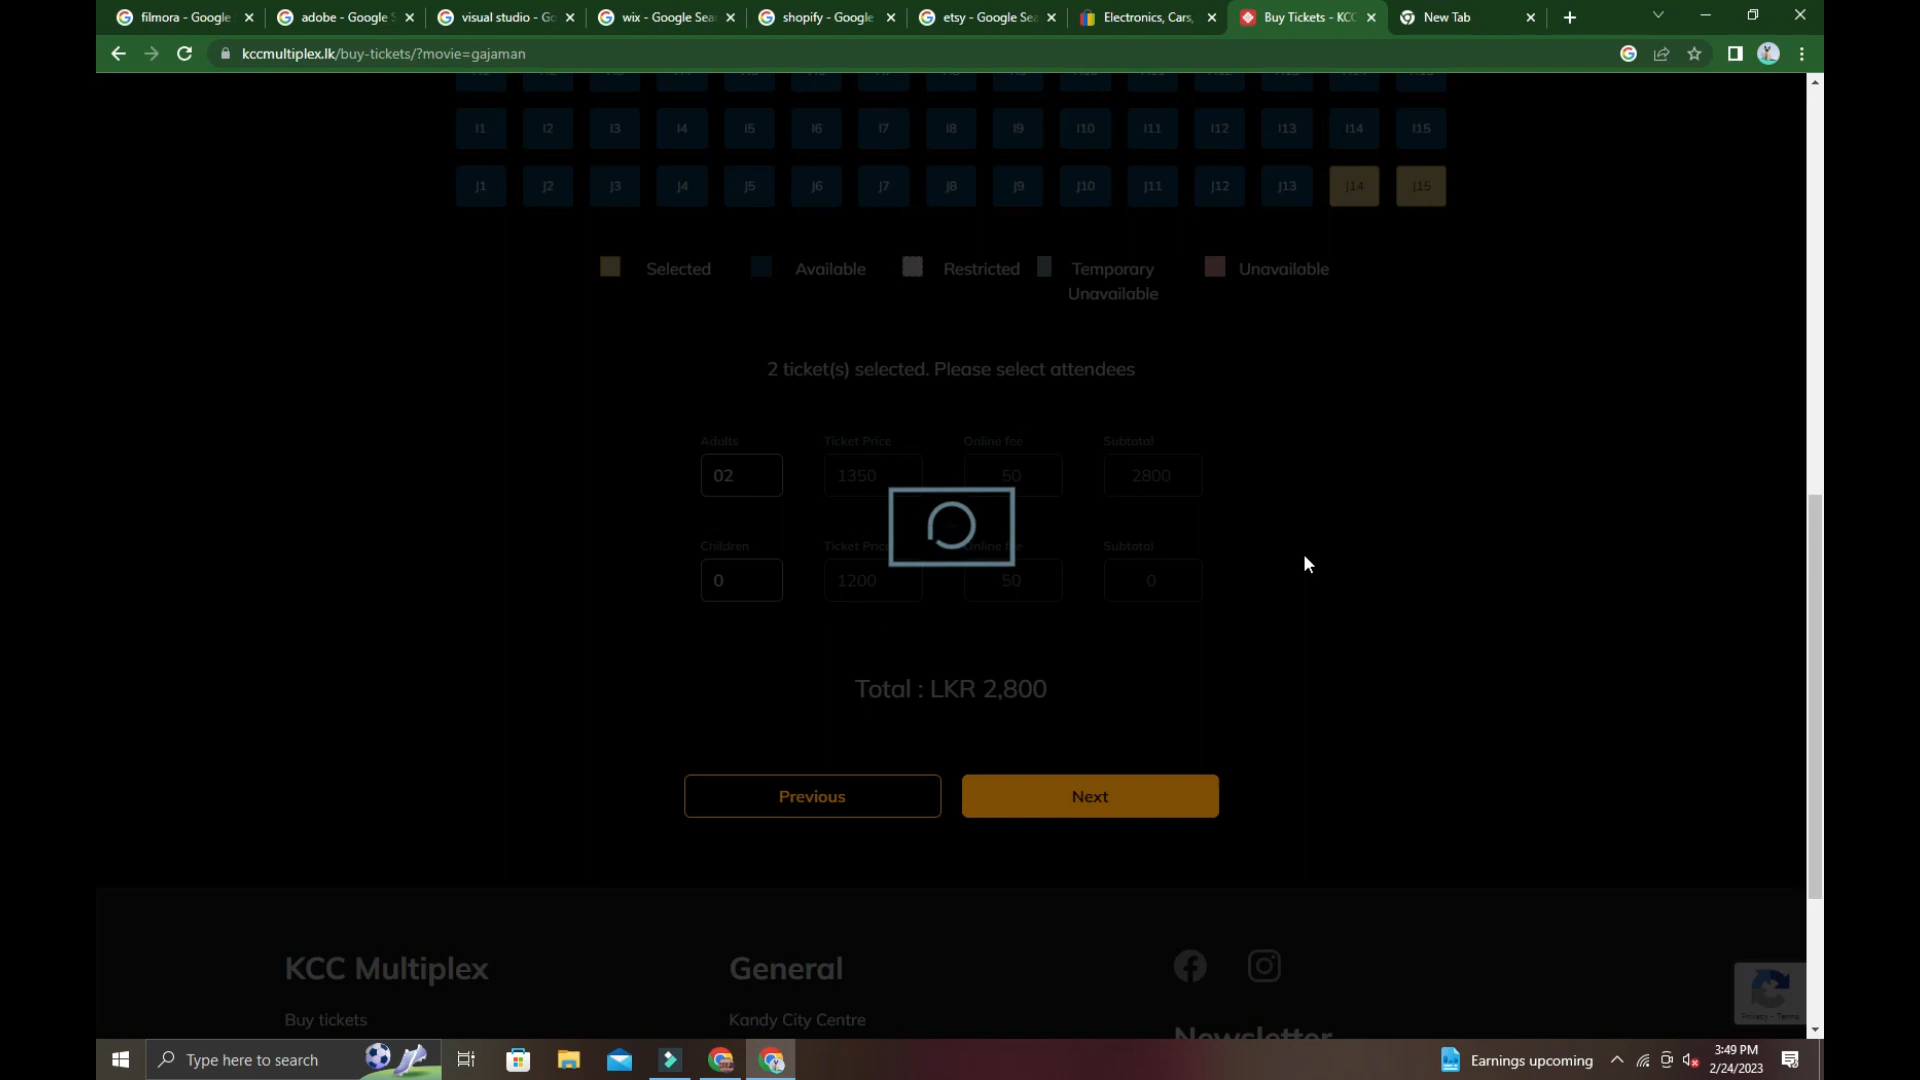 filmora - Google
adobe - Google S
visual studio - Go
wix - Google Sea
shopify - Google
etsy - Google Sea
Electronics, Cars,
Buy Tickets - KCC
New Tab
kccmultiplex.lk/buy-tickets/?movie=gajaman
I1 I2 I3 I4 I5 I6 I7 I8 I9 I10 I11 I12 I13 I14 I15
J1 J2 J3 J4 J5 J6 J7 J8 J9 J10 J11 J12 J13 J14 J15
Selected Available Restricted Temporary Unavailable
Unavailable
2 ticket(s) selected. Please select attendees
Adults Ticket Price Online fee Subtotal
02 1350 50 2800
Children Ticket Price Online fee Subtotal
0 1200 50 0
Total : LKR 2,800
Previous Next
KCC Multiplex General
Buy tickets Kandy City Centre
Newsletter
Privacy - Terms
Type here to search
Earnings upcoming
3:49 PM
2/24/2023